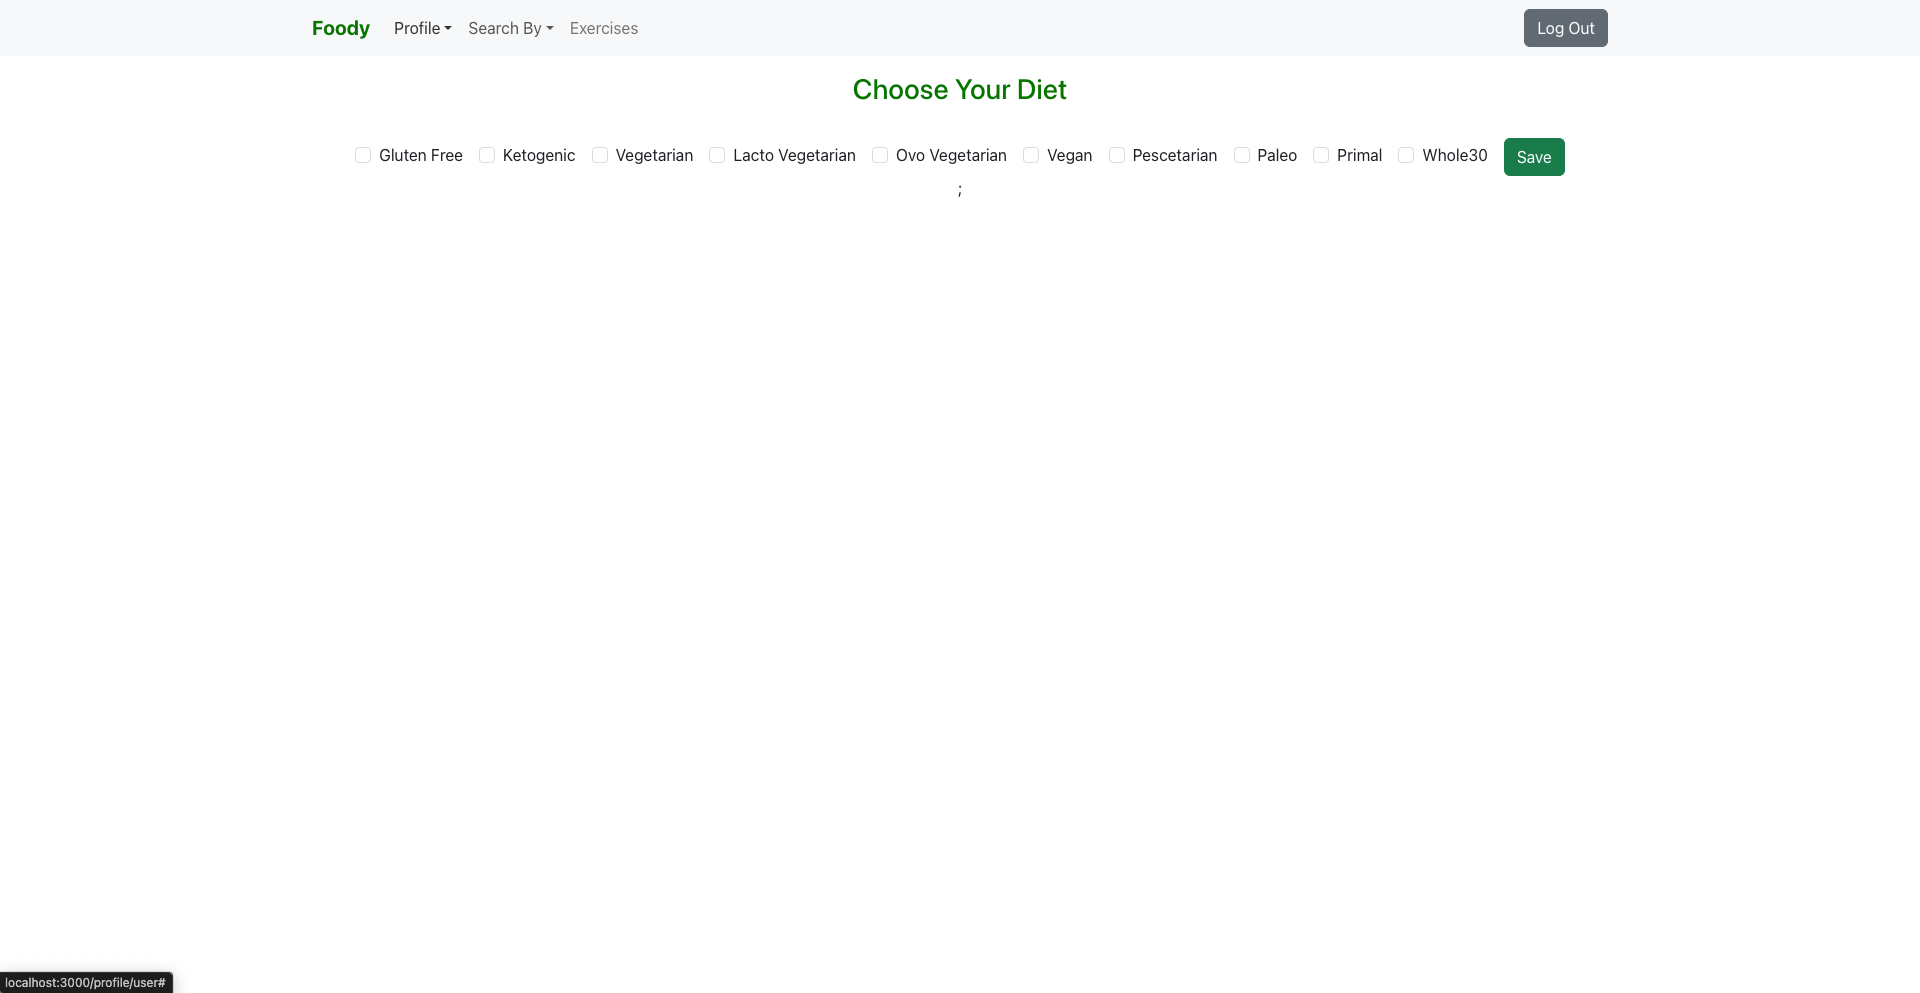 Foody Profile Search By Exercises Log Out
Choose Your Diet
Gluten Free Ketogenic Vegetarian Lacto Vegetarian Ovo Vegetarian Vegan Pescetarian Paleo Primal Whole30 Save
;
localhost:3000/profile/user#